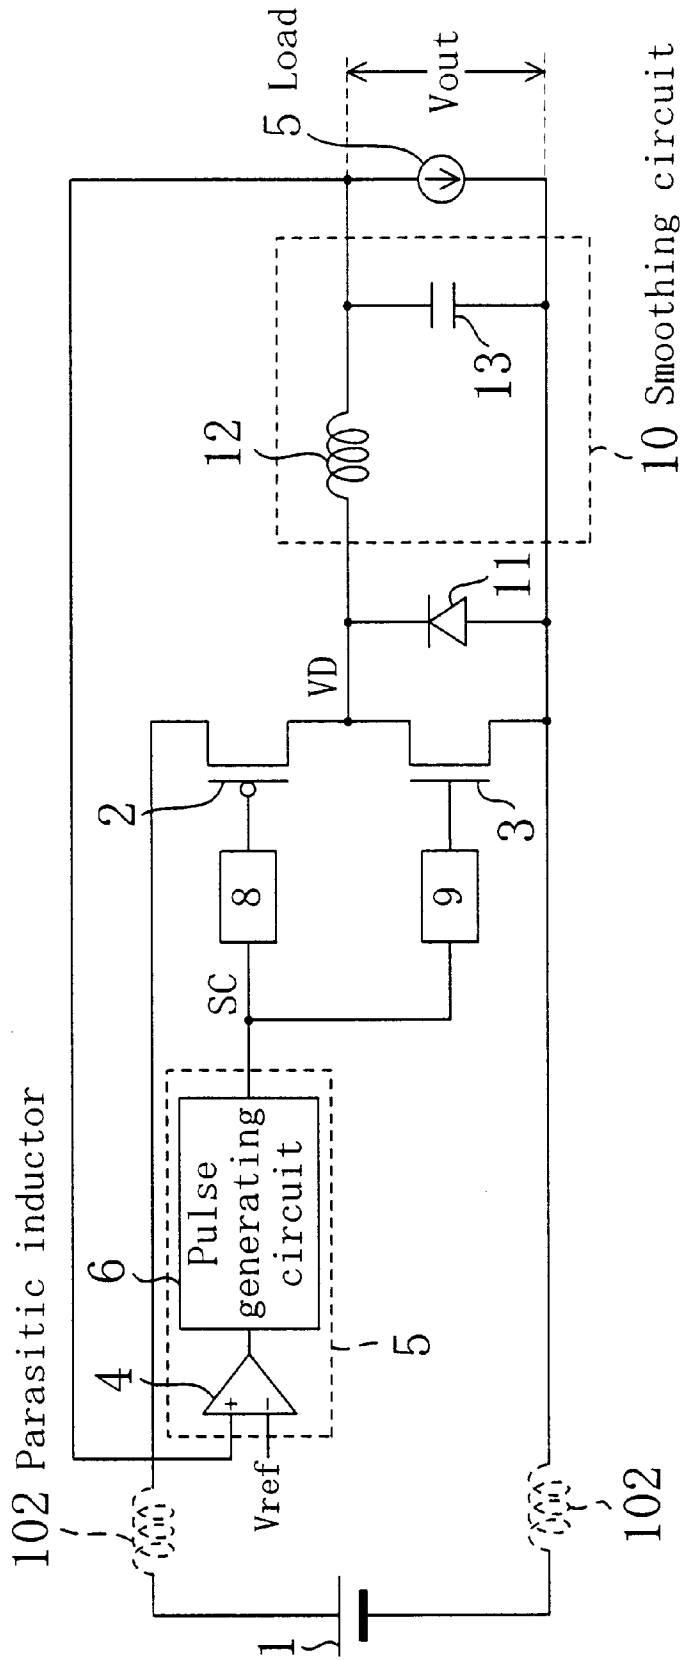 102 Parasitic inductor
5 Load
Vout
12
13
10 Smoothing circuit
VD
11
2
3
8
9
SC
6
Pulse
generating
circuit
4
+
−
5
Vref
1
102